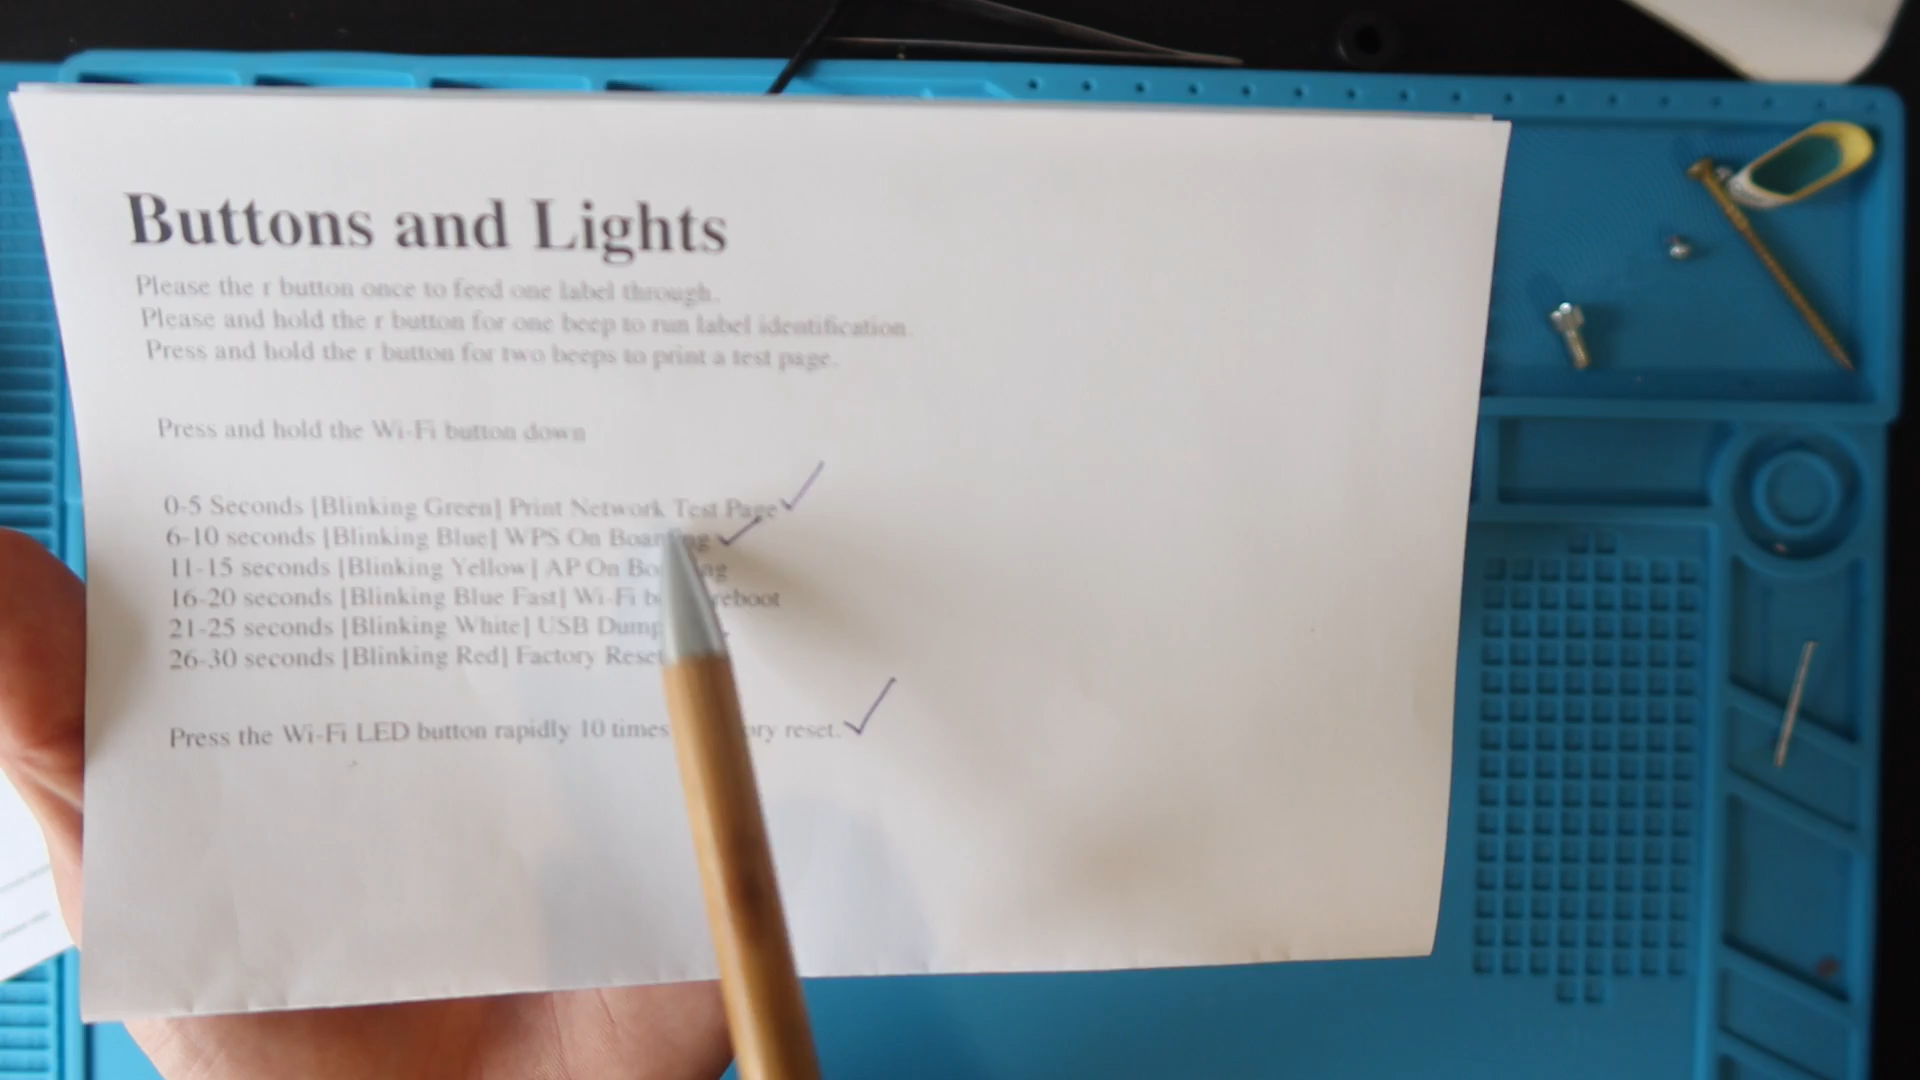 Buttons and Lights
Please the r button once to feed one label through.
Please and hold the r button for one beep to run label identification.
Press and hold the r button for two beeps to print a test page.
Press and hold the Wi-Fi button down
0-5 Seconds [Blinking Green] Print Network Test Page
6-10 seconds [Blinking Blue] WPS On
11-15 seconds [Blinking Yellow] AP On
16-20 seconds [Blinking Blue Fast] Wi-Fi reboot
21-25 seconds [Blinking White] USB Dump
26-30 seconds [Blinking Red] Factory Reset
Press the Wi-Fi LED button rapidly 10 times reset.